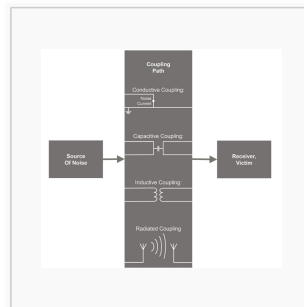 Coupling
Path
Conductive Coupling:
Noise
Current
Capacitive Coupling:
Source
Of Noise
Receiver,
Victim
Inductive Coupling:
Radiated Coupling